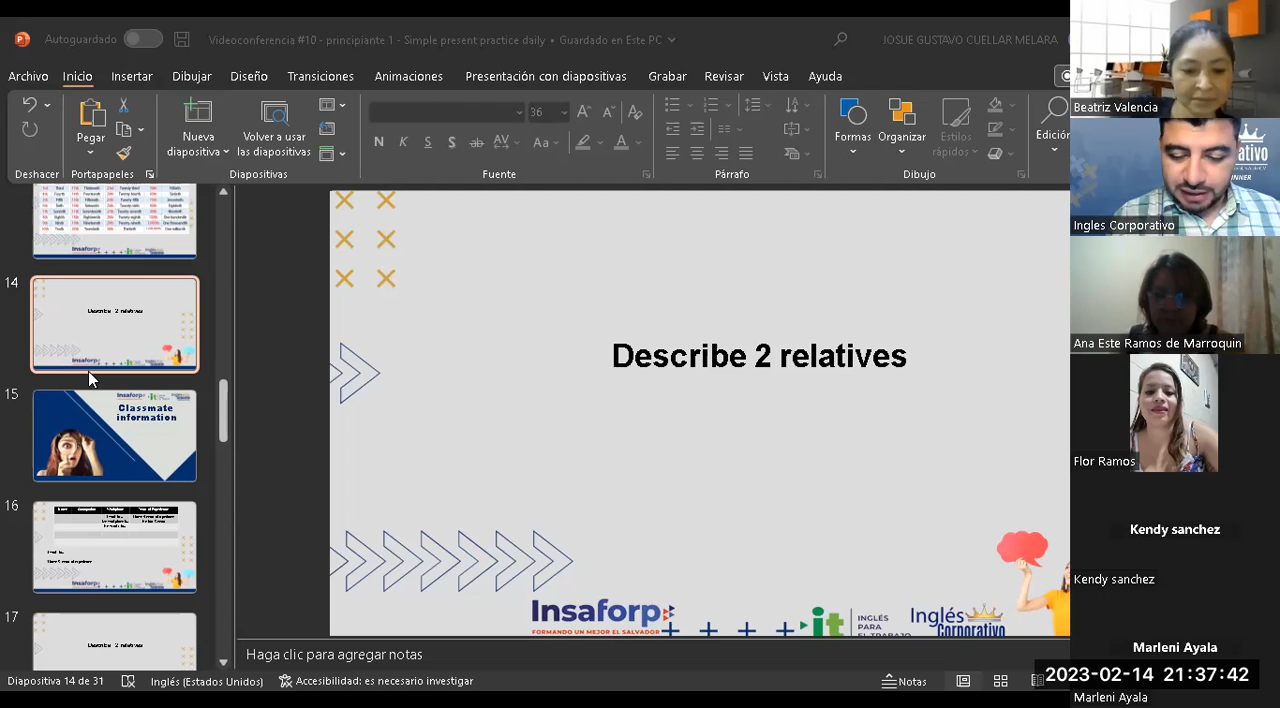 Autoguardado
Videoconferencia #10 - principiante 1 - Simple present practice daily • Guardado en Este PC
JOSUE GUSTAVO CUELLAR MELARA
Archivo Inicio Insertar Dibujar Diseño Transiciones Animaciones Presentación con diapositivas Grabar Revisar Vista Ayuda
Pegar
Nueva diapositiva
Volver a usar las diapositivas
36
N K S S ab AV Aa A
Formas Organizar Estilos rápidos Edición
Deshacer Portapapeles Diapositivas Fuente Párrafo Dibujo
Insaforp
14
Describe 2 relatives
15
Classmate
information
16
17
Describe 2 relatives
Describe 2 relatives
Insaforp
FORMANDO UN MEJOR EL SALVADOR
it
INGLÉS
PARA
EL TRABAJO
Inglés
Corporativo
Haga clic para agregar notas
Diapositiva 14 de 31 Inglés (Estados Unidos) Accesibilidad: es necesario investigar Notas
Beatriz Valencia
Ingles Corporativo
Ana Este Ramos de Marroquin
Flor Ramos
Kendy sanchez
Kendy sanchez
Marleni Ayala
2023-02-14 21:37:42
Marleni Ayala